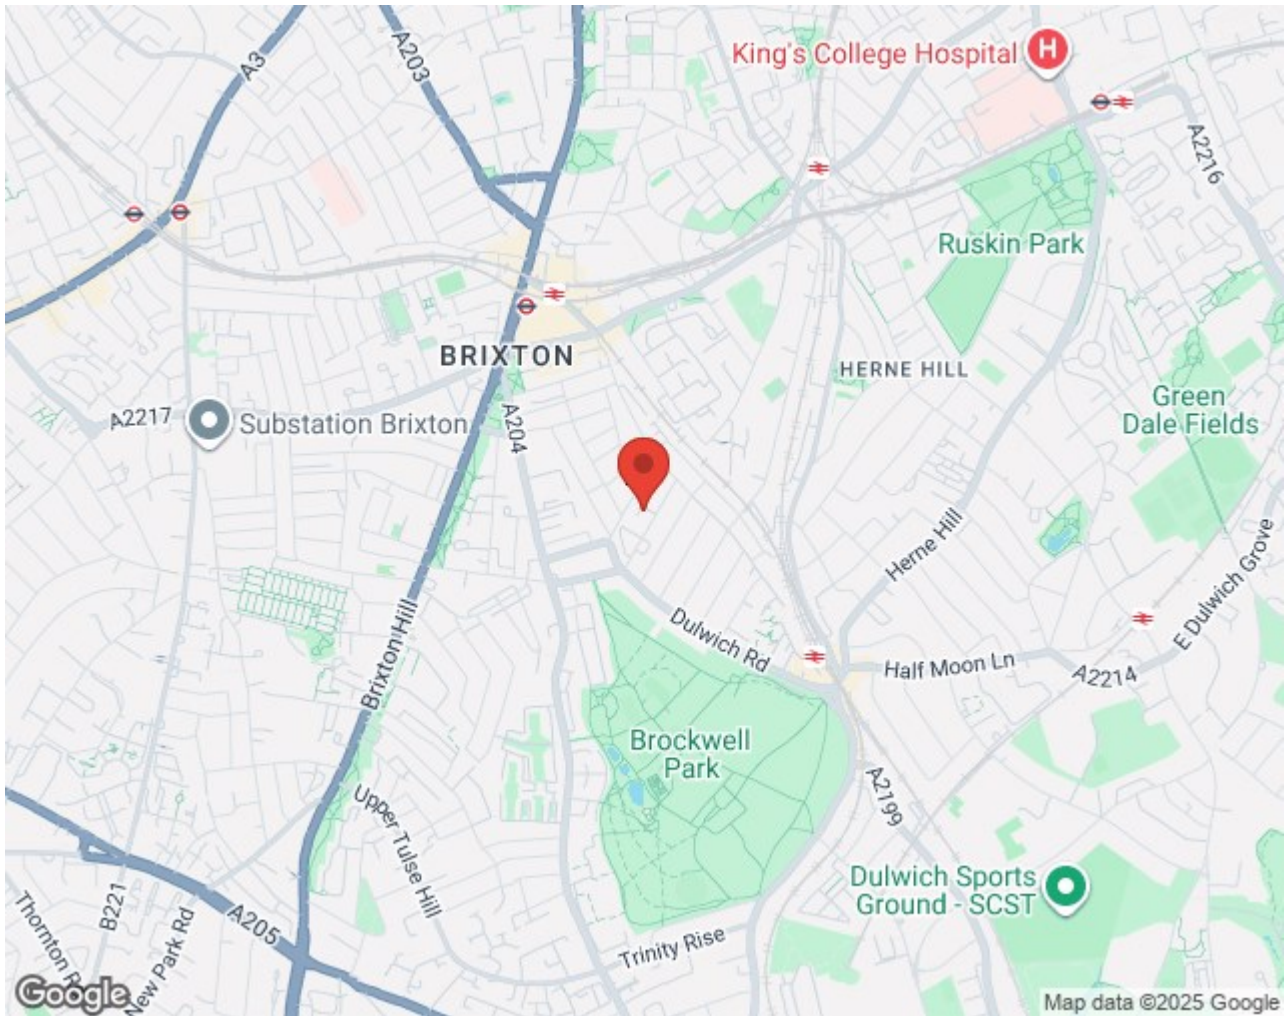 A3
A203
King's College Hospital
H
A2216
Ruskin Park
BRIXTON
HERNE HILL
Green
Dale Fields
A2217
Substation Brixton
A204
Herne Hill
E Dulwich Grove
Dulwich Rd
Half Moon Ln
A2214
Brixton Hill
Brockwell
Park
A2199
Upper Tulse Hill
Dulwich Sports
Ground - SCST
B221
A205
Trinity Rise
New Park Rd
Google
Map data ©2025 Google